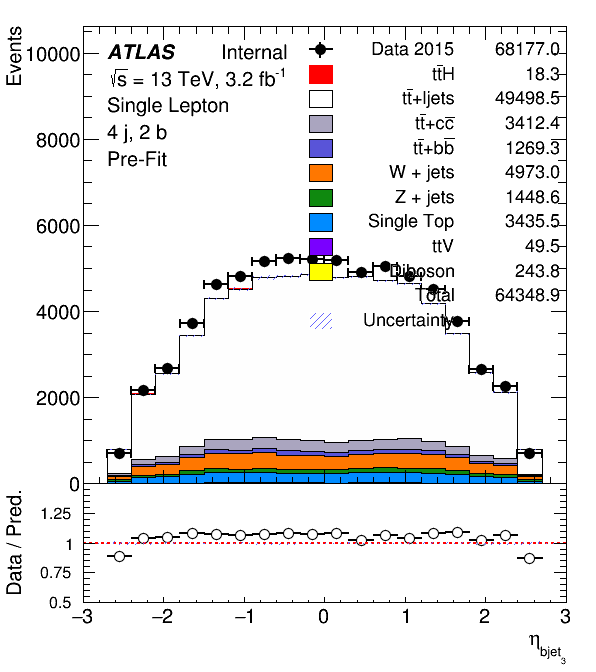 Events
10000
8000
6000
4000
2000
0
ATLAS Internal
√s = 13 TeV, 3.2 fb⁻¹
Single Lepton
4 j, 2 b
Pre-Fit
Data 2015 68177.0
tt̅H 18.3
tt̅+ljets 49498.5
tt̅+cc̅ 3412.4
tt̅+bb̅ 1269.3
W + jets 4973.0
Z + jets 1448.6
Single Top 3435.5
ttV 49.5
Diboson 243.8
Total 64348.9
Uncertainty
Data / Pred.
1.25
1
0.75
0.5
−3 −2 −1 0 1 2 3
η_bjet_3